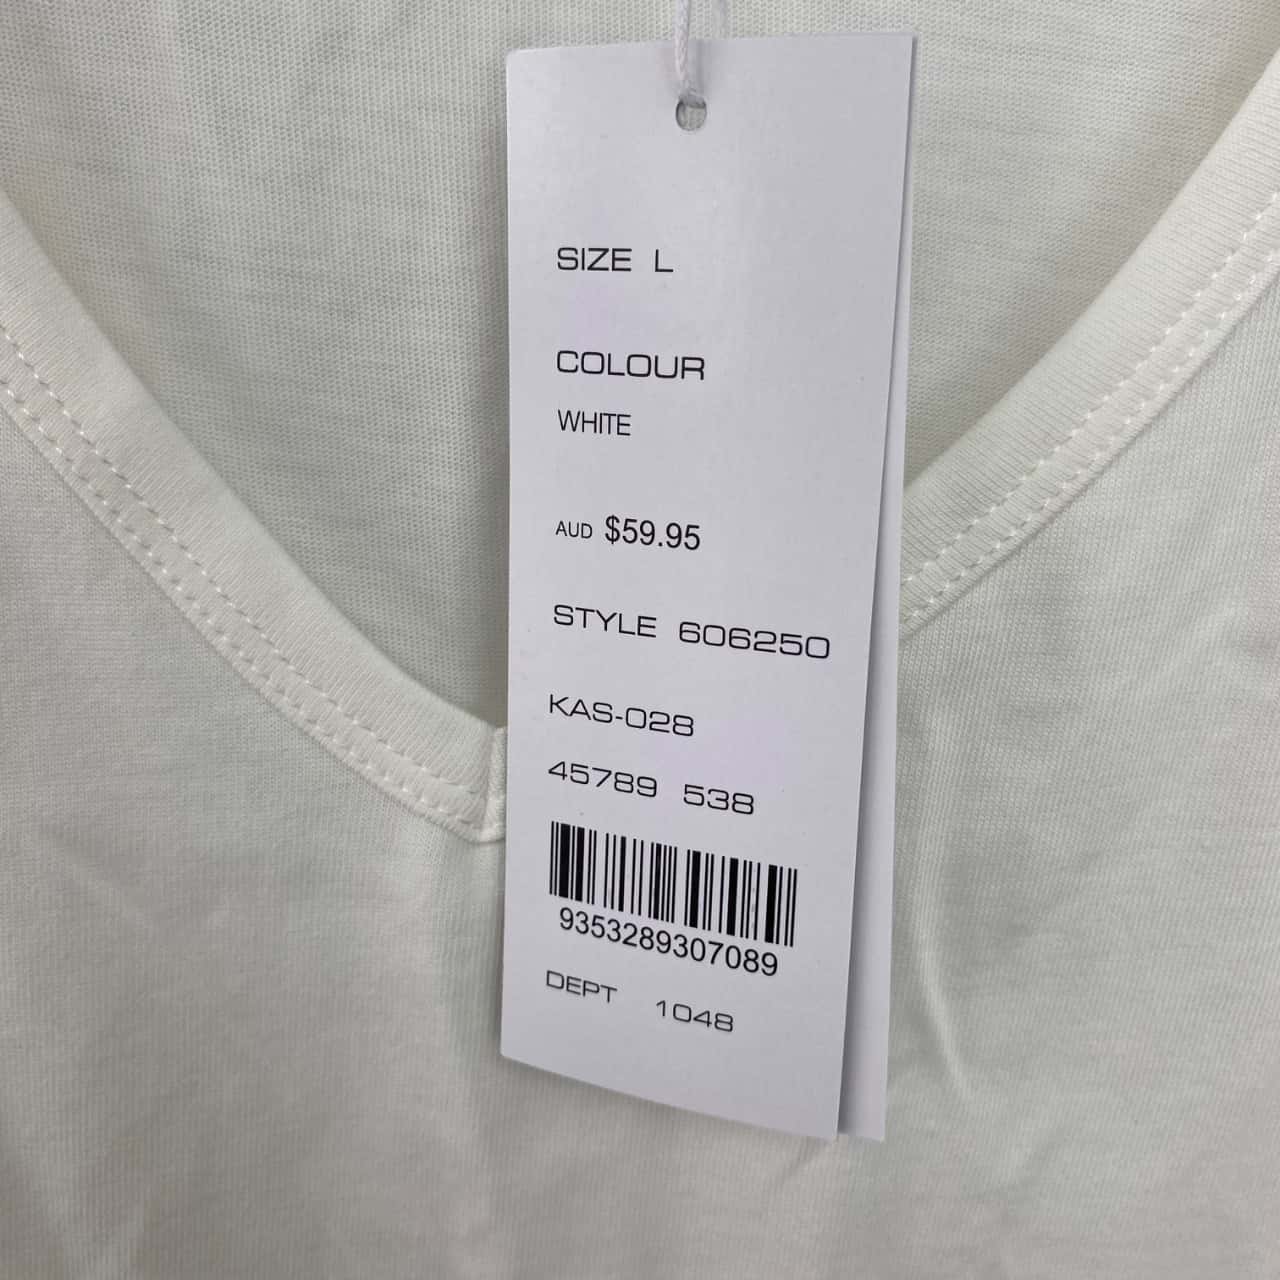 SIZE L
COLOUR
WHITE
AUD $59.95
STYLE 606250
KAS-028
45789 538
9353289307089
DEPT 1048